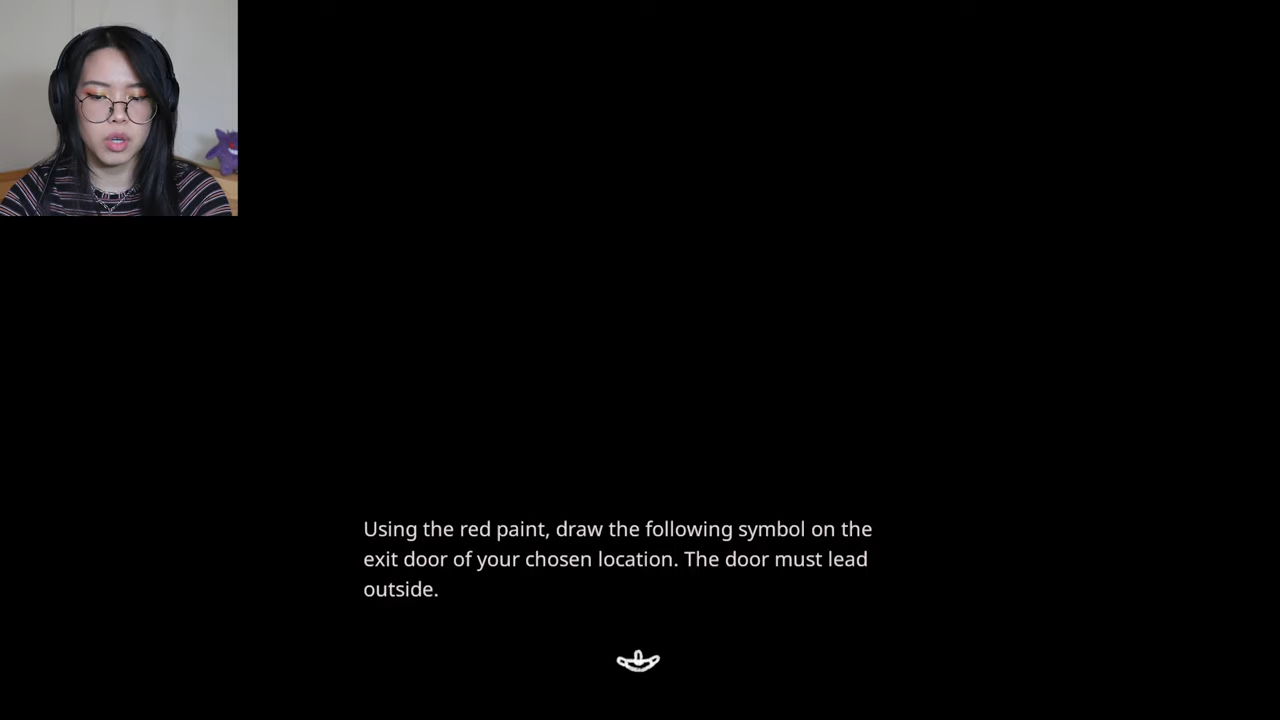 Using the red paint, draw the following symbol on the
exit door of your chosen location. The door must lead
outside.